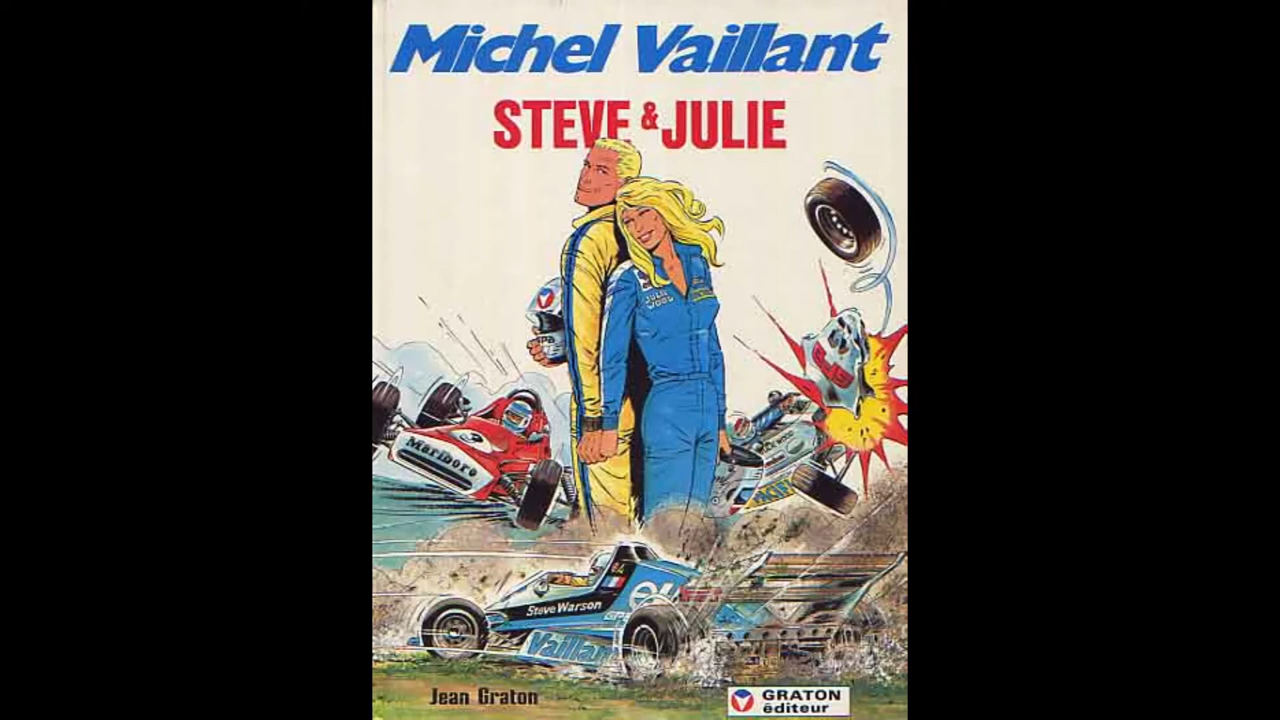 Michel Vaillant
STEVE & JULIE
JULIE
WOOD
Marlboro
Steve Warson
Vaillant
Jean Graton
GRATON
éditeur